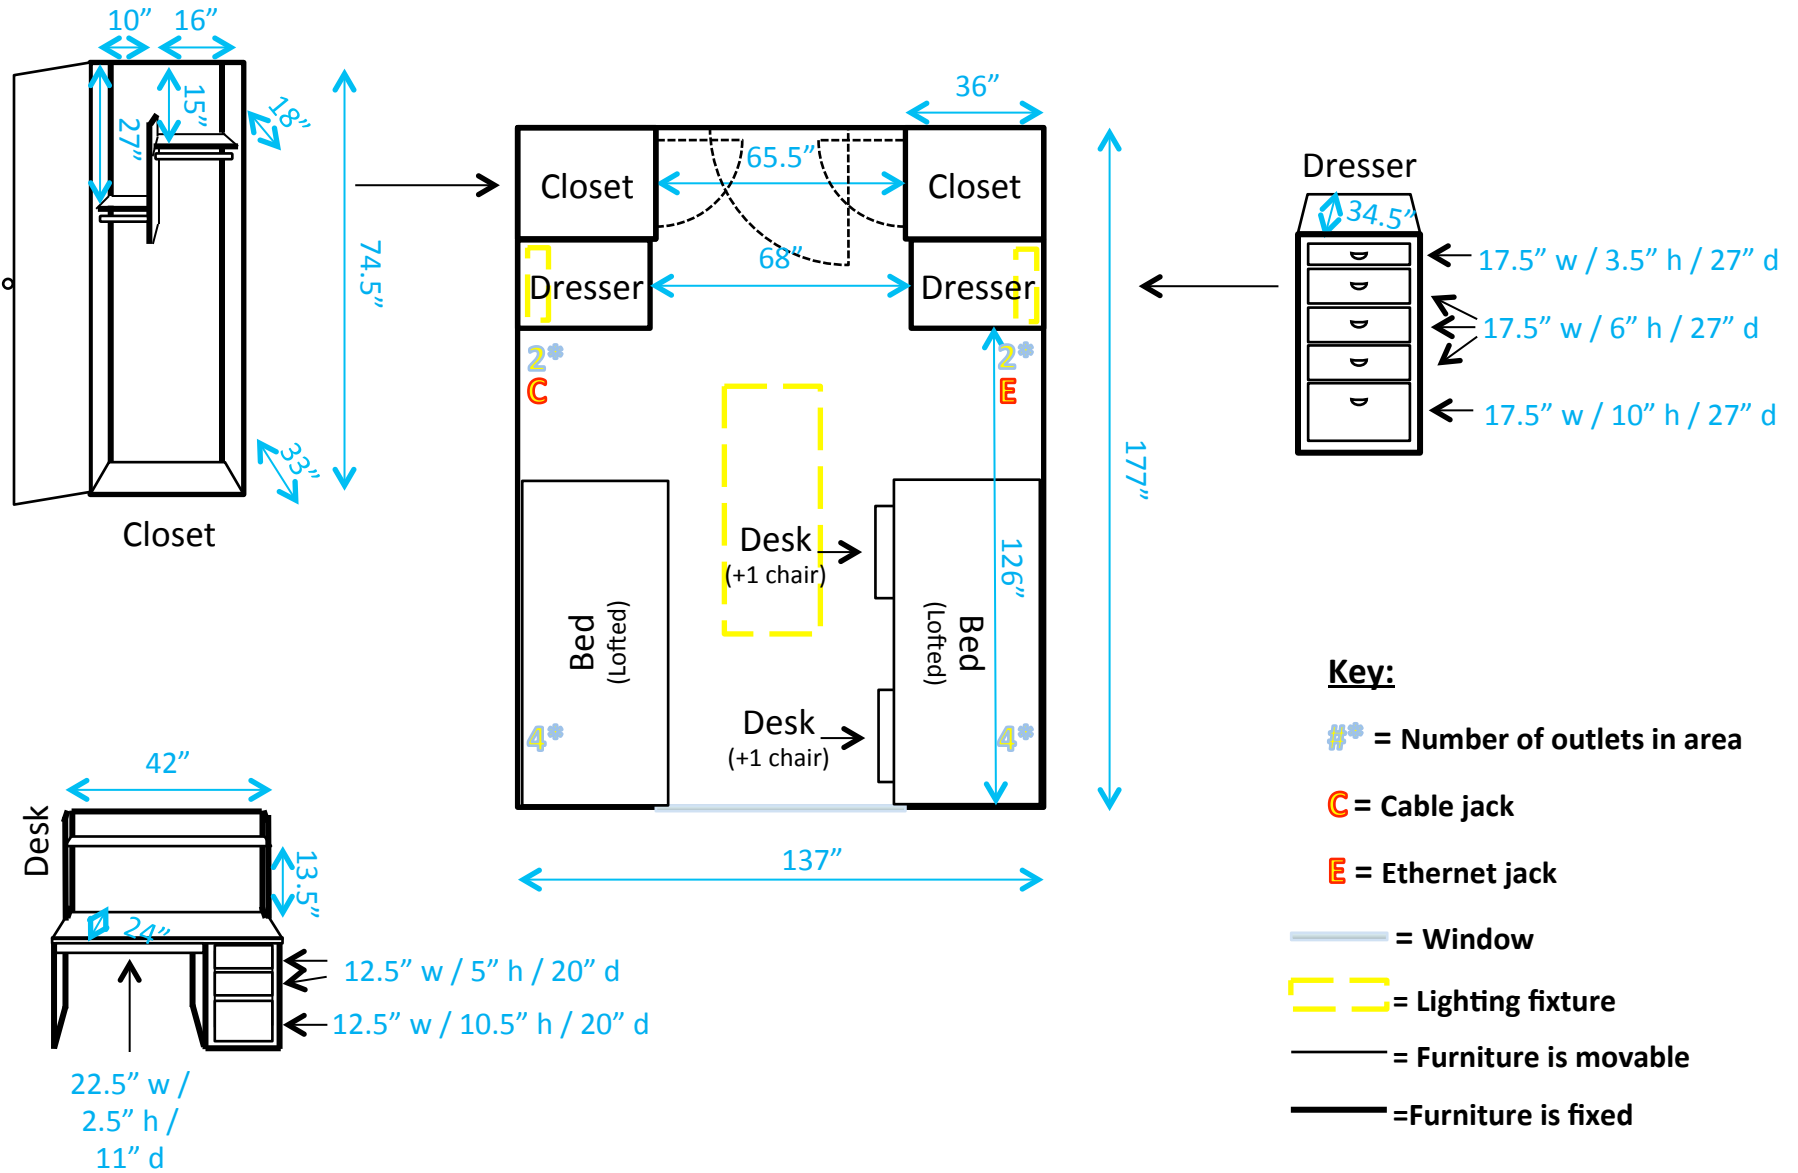 10” 16”
15”
27”
18”
74.5”
33”
Closet
36”
65.5”
Closet
Closet
68”
Dresser
Dresser
2*
C
2*
E
177”
126”
Desk
(+1 chair)
Bed
(Lofted)
Bed
(Lofted)
Desk
(+1 chair)
4*
4*
137”
Dresser
34.5”
17.5” w / 3.5” h / 27” d
17.5” w / 6” h / 27” d
17.5” w / 10” h / 27” d
Desk
42”
13.5”
24”
12.5” w / 5” h / 20” d
12.5” w / 10.5” h / 20” d
22.5” w /
2.5” h /
11” d
Key:
#* = Number of outlets in area
C = Cable jack
E = Ethernet jack
= Window
= Lighting fixture
= Furniture is movable
=Furniture is fixed